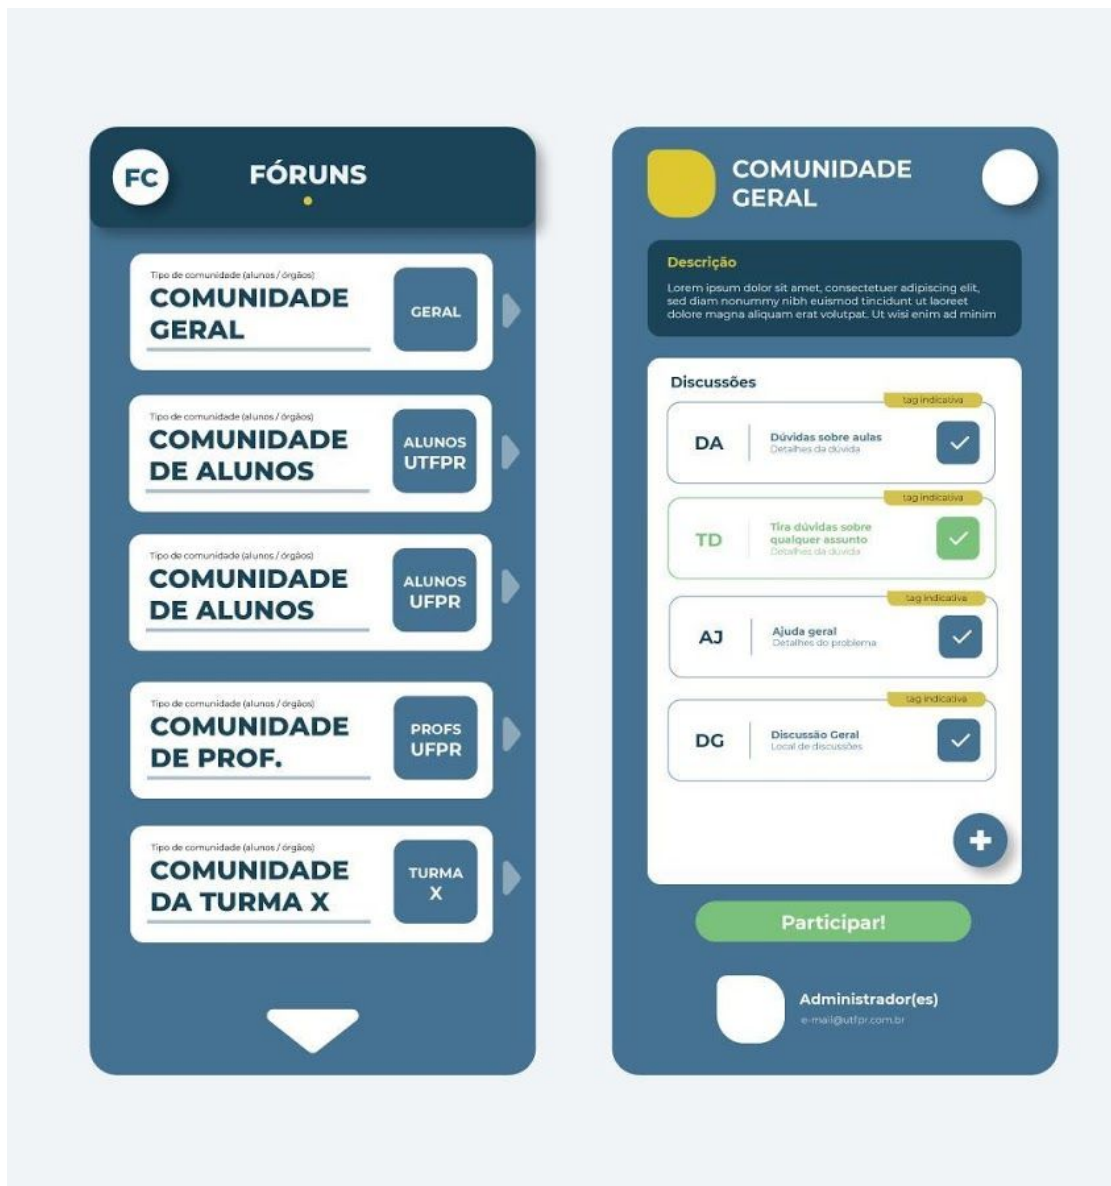 FC
FÓRUNS
Tipo de comunidade (alunos / órgãos)
COMUNIDADE
GERAL
GERAL
Tipo de comunidade (alunos / órgãos)
COMUNIDADE
DE ALUNOS
ALUNOS
UTFPR
Tipo de comunidade (alunos / órgãos)
COMUNIDADE
DE ALUNOS
ALUNOS
UFPR
Tipo de comunidade (alunos / órgãos)
COMUNIDADE
DE PROF.
PROFS
UFPR
Tipo de comunidade (alunos / órgãos)
COMUNIDADE
DA TURMA X
TURMA
X
COMUNIDADE
GERAL
Descrição
Lorem ipsum dolor sit amet, consectetuer adipiscing elit,
sed diam nonummy nibh euismod tincidunt ut laoreet
dolore magna aliquam erat volutpat. Ut wisi enim ad minim
Discussões
tag indicativa
DA
Dúvidas sobre aulas
Detalhes da dúvida
tag indicativa
TD
Tira dúvidas sobre
qualquer assunto
Detalhes da dúvida
tag indicativa
AJ
Ajuda geral
Detalhes do problema
tag indicativa
DG
Discussão Geral
Local de discussões
Participar!
Administrador(es)
e-mail@utfpr.com.br